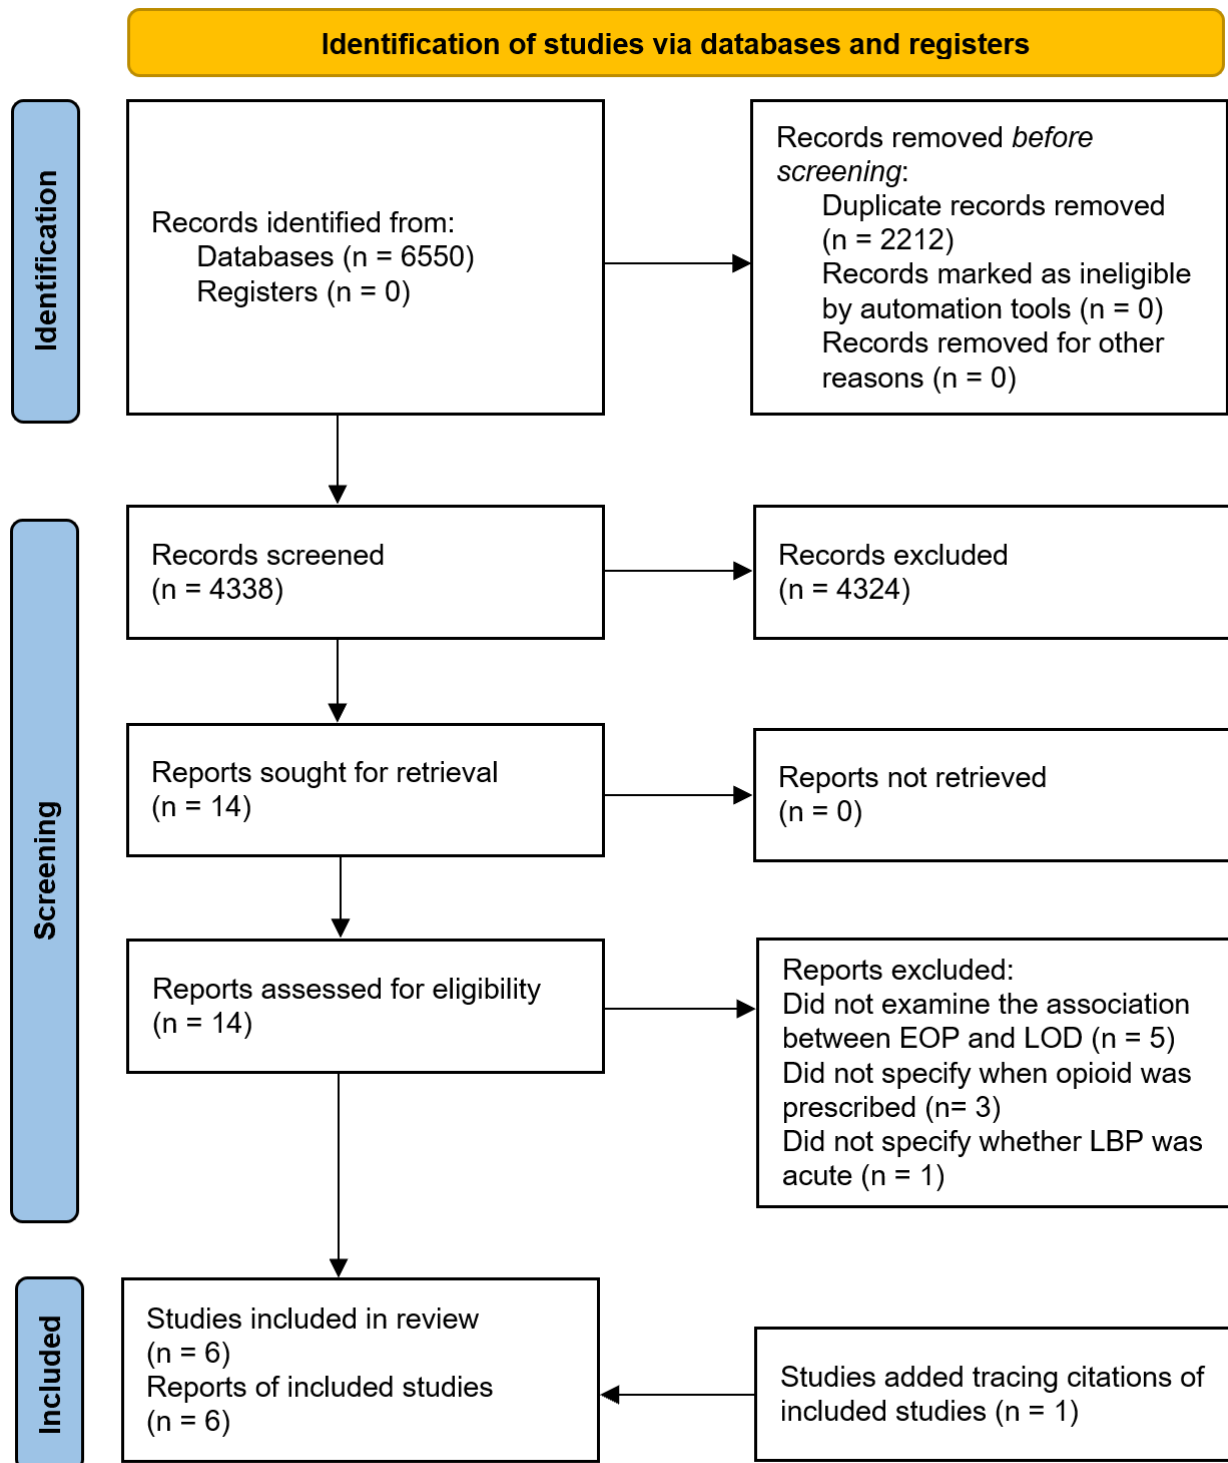 Identification of studies via databases and registers
Identification
Records identified from:
Databases (n = 6550)
Registers (n = 0)
Records removed before
screening:
Duplicate records removed
(n = 2212)
Records marked as ineligible
by automation tools (n = 0)
Records removed for other
reasons (n = 0)
Screening
Records screened
(n = 4338)
Records excluded
(n = 4324)
Reports sought for retrieval
(n = 14)
Reports not retrieved
(n = 0)
Reports assessed for eligibility
(n = 14)
Reports excluded:
Did not examine the association
between EOP and LOD (n = 5)
Did not specify when opioid was
prescribed (n= 3)
Did not specify whether LBP was
acute (n = 1)
Included
Studies included in review
(n = 6)
Reports of included studies
(n = 6)
Studies added tracing citations of
included studies (n = 1)